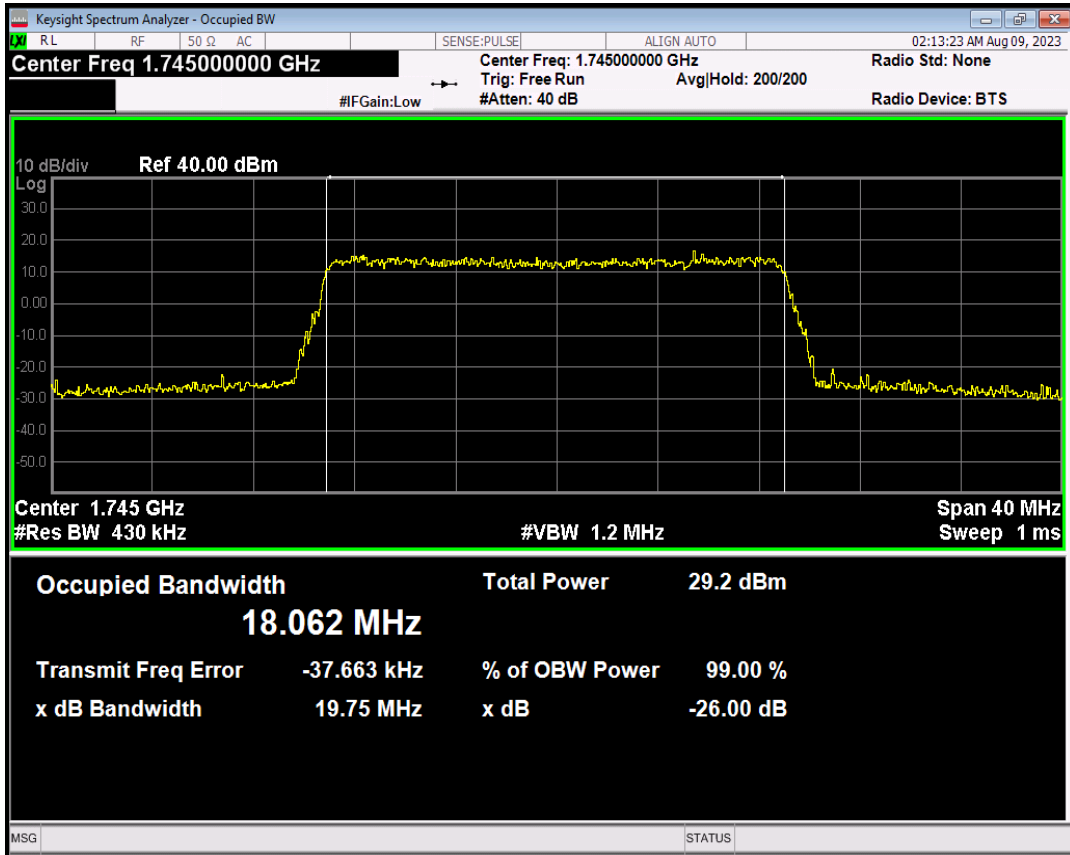 Keysight Spectrum Analyzer - Occupied BW
LXI RL RF 50 Ω AC SENSE:PULSE ALIGN AUTO 02:13:23 AM Aug 09, 2023
Center Freq 1.745000000 GHz Center Freq: 1.745000000 GHz Radio Std: None
Trig: Free Run Avg|Hold: 200/200
#IFGain:Low #Atten: 40 dB Radio Device: BTS
10 dB/div Ref 40.00 dBm
Log
30.0
20.0
10.0
0.00
-10.0
-20.0
-30.0
-40.0
-50.0
Center 1.745 GHz Span 40 MHz
#Res BW 430 kHz #VBW 1.2 MHz Sweep 1 ms
Occupied Bandwidth Total Power 29.2 dBm
18.062 MHz
Transmit Freq Error -37.663 kHz % of OBW Power 99.00 %
x dB Bandwidth 19.75 MHz x dB -26.00 dB
MSG STATUS